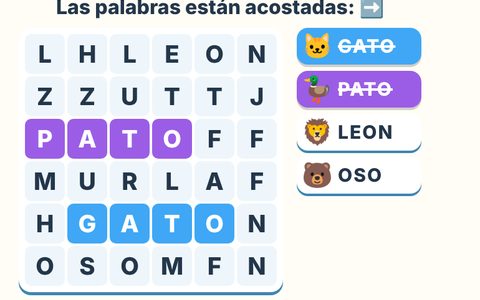 Las palabras están acostadas: ➡️
L H L E O N
Z Z U T T J
P A T O F F
M U R L A F
H G A T O N
O S O M F N
GATO
PATO
LEON
OSO